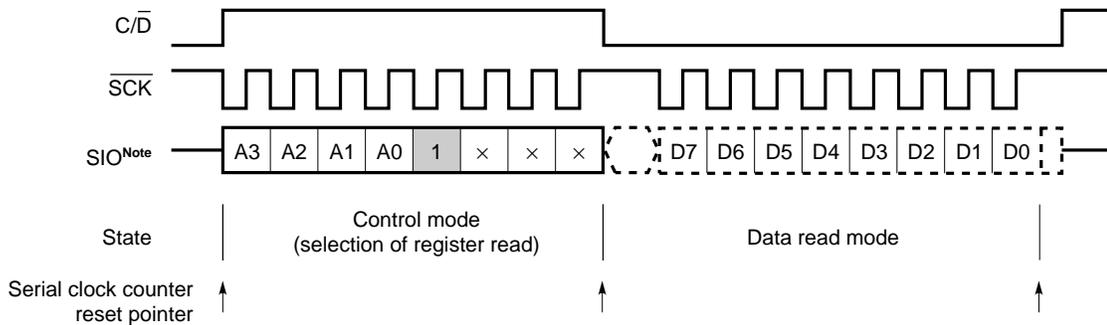 C/D̅
S̅C̅K̅
SIONote A3 A2 A1 A0 1 × × × D7 D6 D5 D4 D3 D2 D1 D0
State Control mode (selection of register read) Data read mode
Serial clock counter
reset pointer